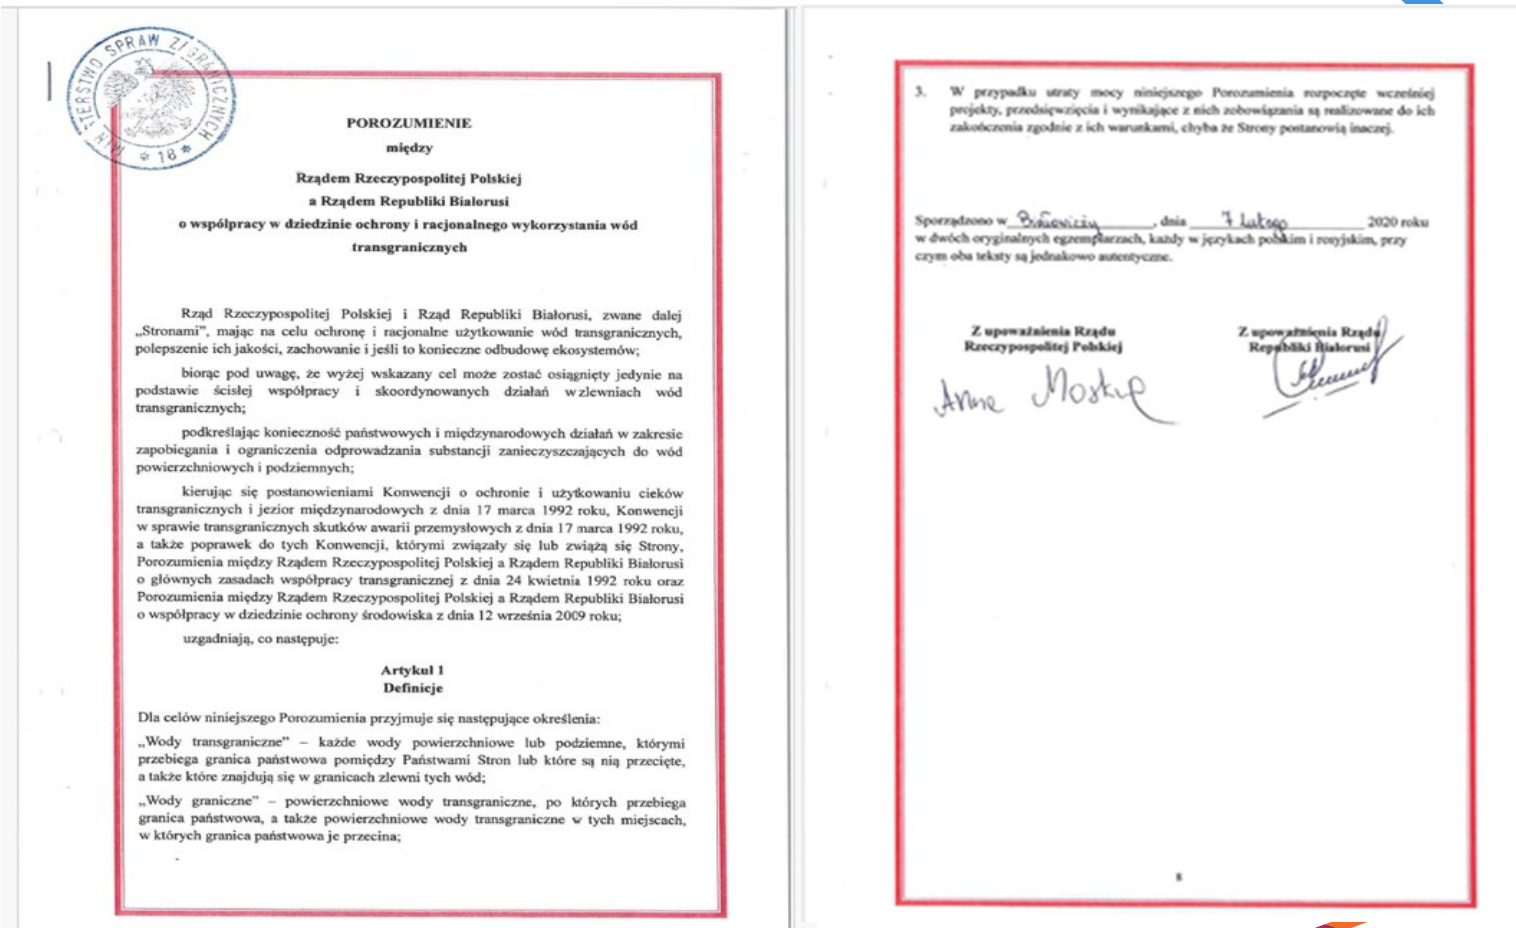 MINISTERSTWO SPRAW ZAGRANICZNYCH
* 18 *
POROZUMIENIE
między
Rządem Rzeczypospolitej Polskiej
a Rządem Republiki Białorusi
o współpracy w dziedzinie ochrony i racjonalnego wykorzystania wód
transgranicznych
Rząd Rzeczypospolitej Polskiej i Rząd Republiki Białorusi, zwane dalej
„Stronami”, mając na celu ochronę i racjonalne użytkowanie wód transgranicznych,
polepszenie ich jakości, zachowanie i jeśli to konieczne odbudowę ekosystemów;
biorąc pod uwagę, że wyżej wskazany cel może zostać osiągnięty jedynie na
podstawie ścisłej współpracy i skoordynowanych działań w zlewniach wód
transgranicznych;
podkreślając konieczność państwowych i międzynarodowych działań w zakresie
zapobiegania i ograniczenia odprowadzania substancji zanieczyszczających do wód
powierzchniowych i podziemnych;
kierując się postanowieniami Konwencji o ochronie i użytkowaniu cieków
transgranicznych i jezior międzynarodowych z dnia 17 marca 1992 roku, Konwencji
w sprawie transgranicznych skutków awarii przemysłowych z dnia 17 marca 1992 roku,
a także poprawek do tych Konwencji, którymi związały się lub zwiążą się Strony,
Porozumienia między Rządem Rzeczypospolitej Polskiej a Rządem Republiki Białorusi
o głównych zasadach współpracy transgranicznej z dnia 24 kwietnia 1992 roku oraz
Porozumienia między Rządem Rzeczypospolitej Polskiej a Rządem Republiki Białorusi
o współpracy w dziedzinie ochrony środowiska z dnia 12 września 2009 roku;
uzgadniają, co następuje:
Artykuł 1
Definicje
Dla celów niniejszego Porozumienia przyjmuje się następujące określenia:
„Wody transgraniczne” – każde wody powierzchniowe lub podziemne, którymi
przebiega granica państwowa pomiędzy Państwami Stron lub które są nią przecięte,
a także które znajdują się w granicach zlewni tych wód;
„Wody graniczne” – powierzchniowe wody transgraniczne, po których przebiega
granica państwowa, a także powierzchniowe wody transgraniczne w tych miejscach,
w których granica państwowa je przecina;
3. W przypadku utraty mocy niniejszego Porozumienia rozpoczęte wcześniej
projekty, przedsięwzięcia i wynikające z nich zobowiązania są realizowane do ich
zakończenia zgodnie z ich warunkami, chyba że Strony postanowią inaczej.
Sporządzono w Białowieży, dnia 7 lutego 2020 roku
w dwóch oryginalnych egzemplarzach, każdy w językach polskim i rosyjskim, przy
czym oba teksty są jednakowo autentyczne.
Z upoważnienia Rządu
Rzeczypospolitej Polskiej
Z upoważnienia Rządu
Republiki Białorusi
Anna Moskwa
8